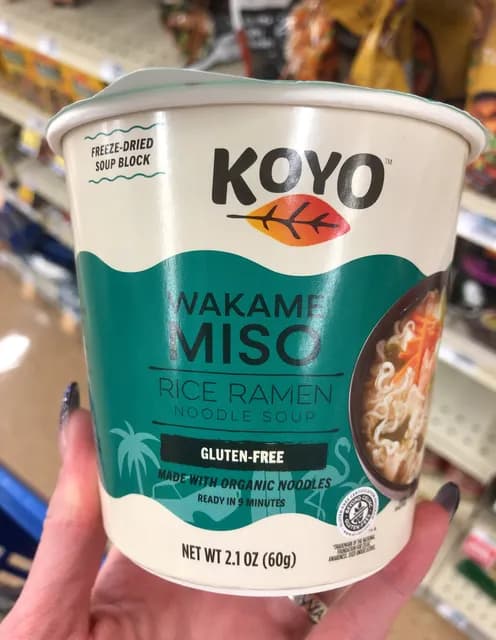 FREEZE-DRIED
SOUP BLOCK
KOYO™
WAKAME
MISO
RICE RAMEN
NOODLE SOUP
GLUTEN-FREE
MADE WITH ORGANIC NOODLES
READY IN 9 MINUTES
NET WT 2.1 OZ (60g)